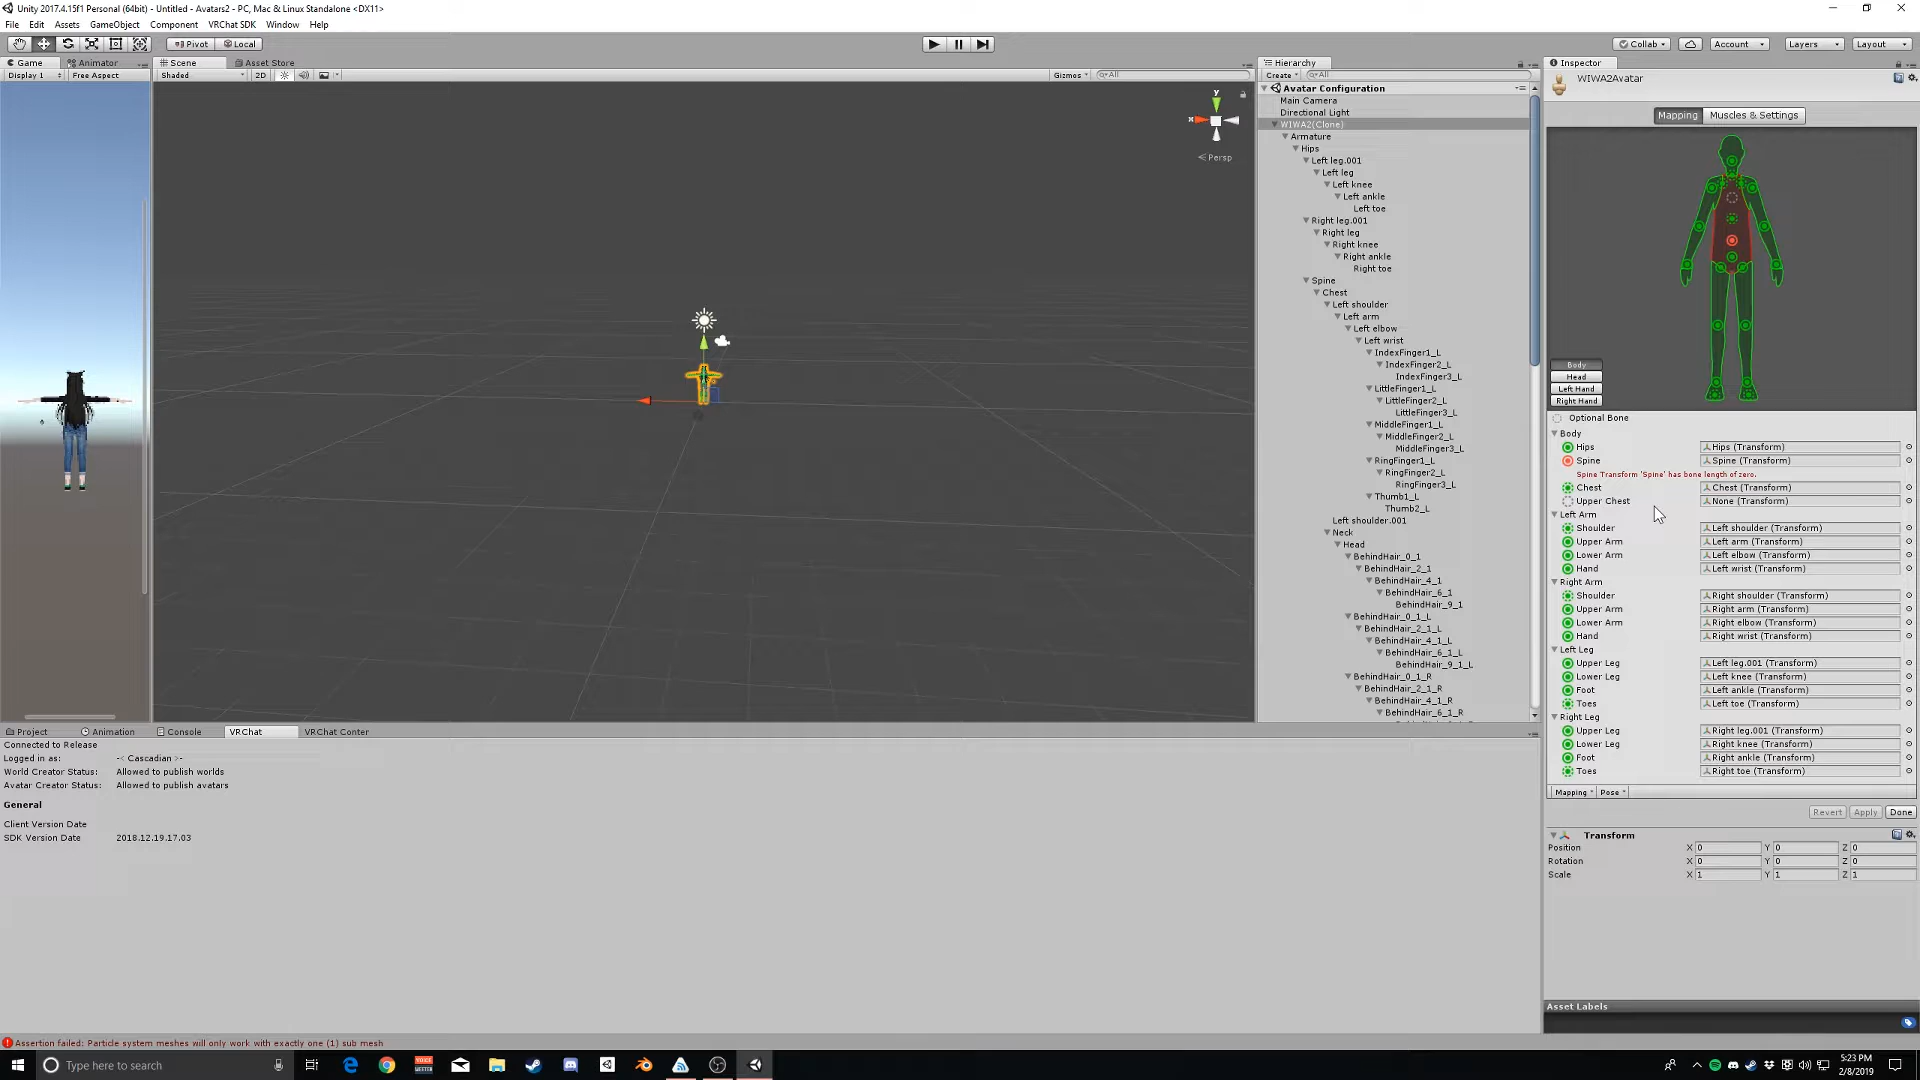 Unity 2017.4.15f1 Personal (64bit) - Untitled - Avatars2 - PC, Mac & Linux Standalone <DX11>
File Edit Assets GameObject Component VRChat SDK Window Help
Pivot Local Collab Account Layers Layout
Game Animator Scene Asset Store Hierarchy Inspector
Display 1 Free Aspect Shaded 2D Gizmos All Create All
y
x
Persp
Avatar Configuration
Main Camera
Directional Light
WIWA2(Clone)
Armature
Hips
Left leg.001
Left leg
Left knee
Left ankle
Left toe
Right leg.001
Right leg
Right knee
Right ankle
Right toe
Spine
Chest
Left shoulder
Left arm
Left elbow
Left wrist
IndexFinger1_L
IndexFinger2_L
IndexFinger3_L
LittleFinger1_L
LittleFinger2_L
LittleFinger3_L
MiddleFinger1_L
MiddleFinger2_L
MiddleFinger3_L
RingFinger1_L
RingFinger2_L
RingFinger3_L
Thumb1_L
Thumb2_L
Left shoulder.001
Neck
Head
BehindHair_0_1
BehindHair_2_1
BehindHair_4_1
BehindHair_6_1
BehindHair_9_1
BehindHair_0_1_L
BehindHair_2_1_L
BehindHair_4_1_L
BehindHair_6_1_L
BehindHair_9_1_L
BehindHair_0_1_R
BehindHair_2_1_R
BehindHair_4_1_R
BehindHair_6_1_R
WIWA2Avatar
Mapping Muscles & Settings
Body
Head
Left Hand
Right Hand
Optional Bone
Body
Hips Hips (Transform)
Spine Spine (Transform)
Spine Transform 'Spine' has bone length of zero.
Chest Chest (Transform)
Upper Chest None (Transform)
Left Arm
Shoulder Left shoulder (Transform)
Upper Arm Left arm (Transform)
Lower Arm Left elbow (Transform)
Hand Left wrist (Transform)
Right Arm
Shoulder Right shoulder (Transform)
Upper Arm Right arm (Transform)
Lower Arm Right elbow (Transform)
Hand Right wrist (Transform)
Left Leg
Upper Leg Left leg.001 (Transform)
Lower Leg Left knee (Transform)
Foot Left ankle (Transform)
Toes Left toe (Transform)
Right Leg
Upper Leg Right leg.001 (Transform)
Lower Leg Right knee (Transform)
Foot Right ankle (Transform)
Toes Right toe (Transform)
Mapping Pose
Revert Apply Done
Transform
Position X 0 Y 0 Z 0
Rotation X 0 Y 0 Z 0
Scale X 1 Y 1 Z 1
Asset Labels
Project Animation Console VRChat VRChat Conter
Connected to Release
Logged in as: -< Cascadian >-
World Creator Status: Allowed to publish worlds
Avatar Creator Status: Allowed to publish avatars
General
Client Version Date
SDK Version Date 2018.12.19.17.03
Assertion failed: Particle system meshes will only work with exactly one (1) sub mesh
Type here to search
5:23 PM
2/8/2019